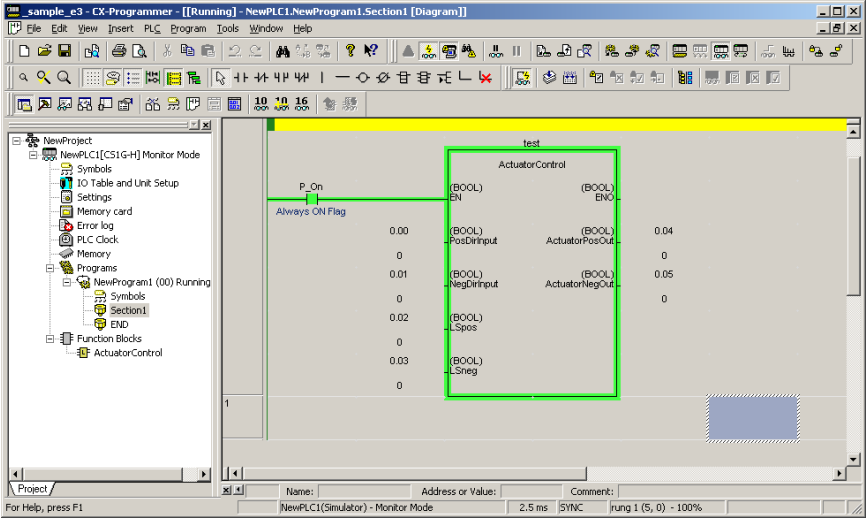 _sample_e3 - CX-Programmer - [[Running] - NewPLC1.NewProgram1.Section1 [Diagram]]
File Edit View Insert PLC Program Tools Window Help
10 10 16
NewProject
NewPLC1[CS1G-H] Monitor Mode
Symbols
IO Table and Unit Setup
Settings
Memory card
Error log
PLC Clock
Memory
Programs
NewProgram1 (00) Running
Symbols
Section1
END
Function Blocks
ActuatorControl
Project
test
ActuatorControl
P_On
Always ON Flag
(BOOL)
EN
(BOOL)
ENO
0.00
(BOOL)
PosDirInput
(BOOL)
ActuatorPosOut
0.04
0
0
0.01
(BOOL)
NegDirInput
(BOOL)
ActuatorNegOut
0.05
0
0
0.02
(BOOL)
LSpos
0
0.03
(BOOL)
LSneg
0
1
Name: Address or Value: Comment:
For Help, press F1
NewPLC1(Simulator) - Monitor Mode
2.5 ms
SYNC
rung 1 (5, 0) - 100%